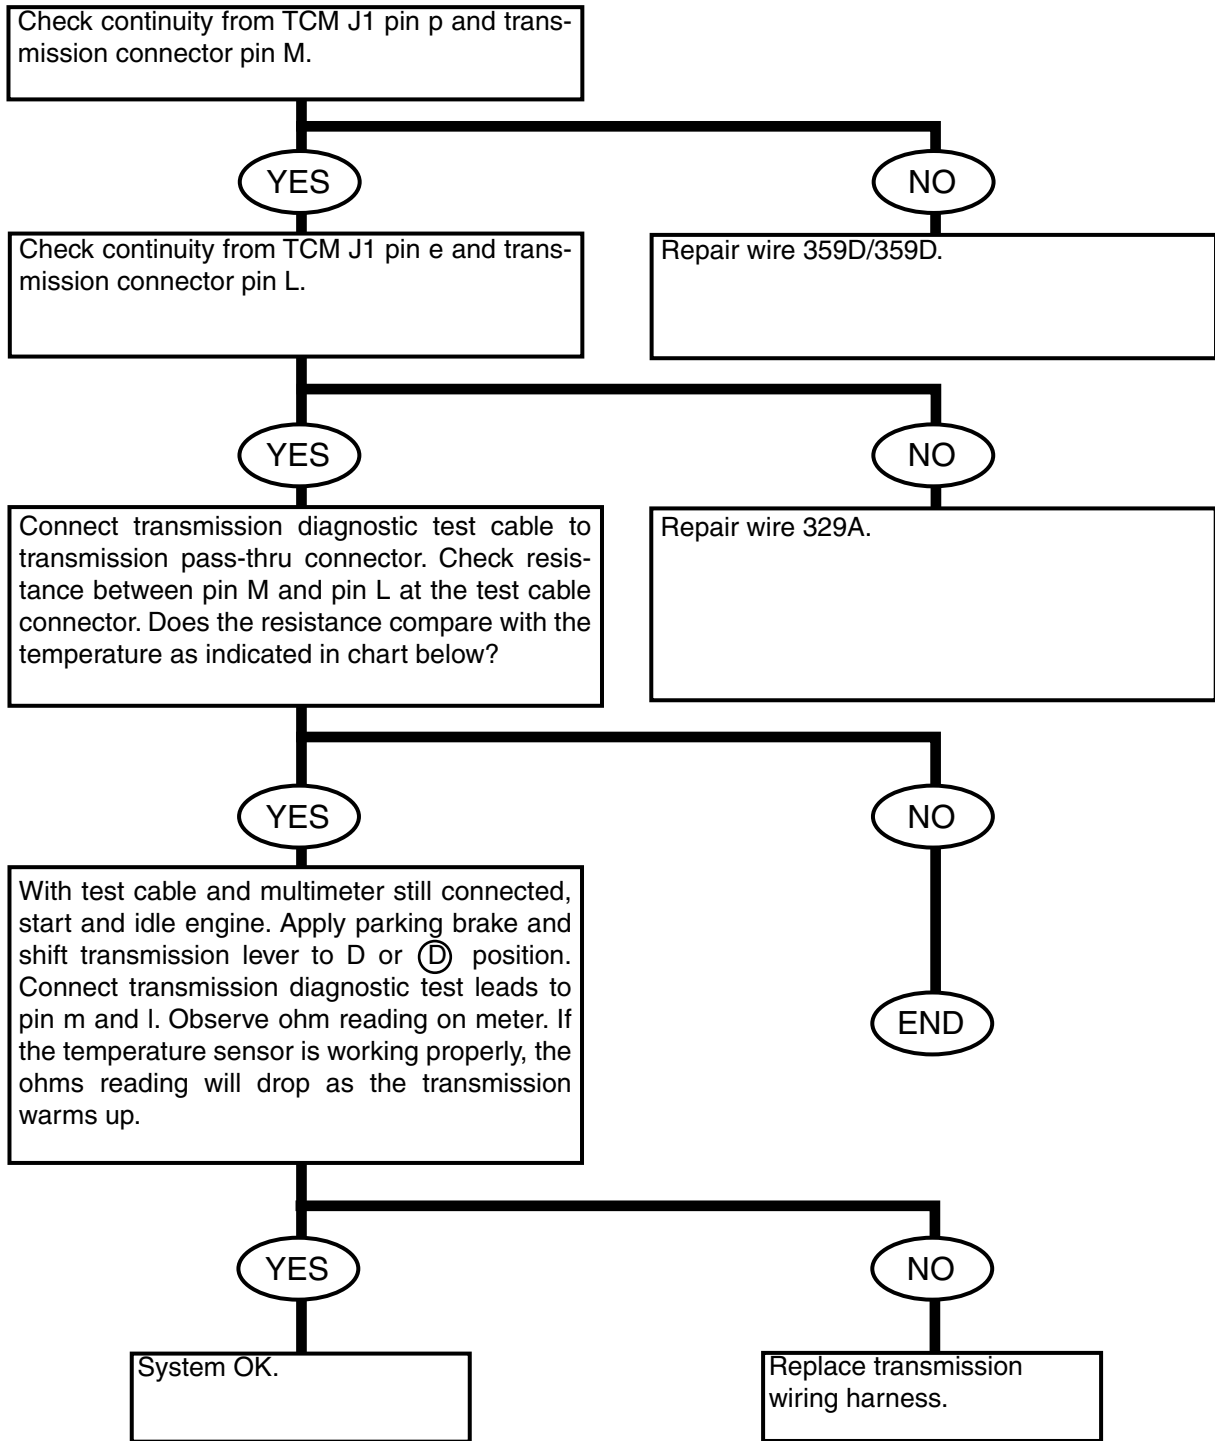 Check continuity from TCM J1 pin p and trans-
mission connector pin M.
YES
NO
Check continuity from TCM J1 pin e and trans-
mission connector pin L.
Repair wire 359D/359D.
YES
NO
Connect transmission diagnostic test cable to
transmission pass-thru connector. Check resis-
tance between pin M and pin L at the test cable
connector. Does the resistance compare with the
temperature as indicated in chart below?
Repair wire 329A.
YES
NO
With test cable and multimeter still connected,
start and idle engine. Apply parking brake and
shift transmission lever to D or Ⓓ position.
Connect transmission diagnostic test leads to
pin m and l. Observe ohm reading on meter. If
the temperature sensor is working properly, the
ohms reading will drop as the transmission
warms up.
END
YES
NO
System OK.
Replace transmission
wiring harness.